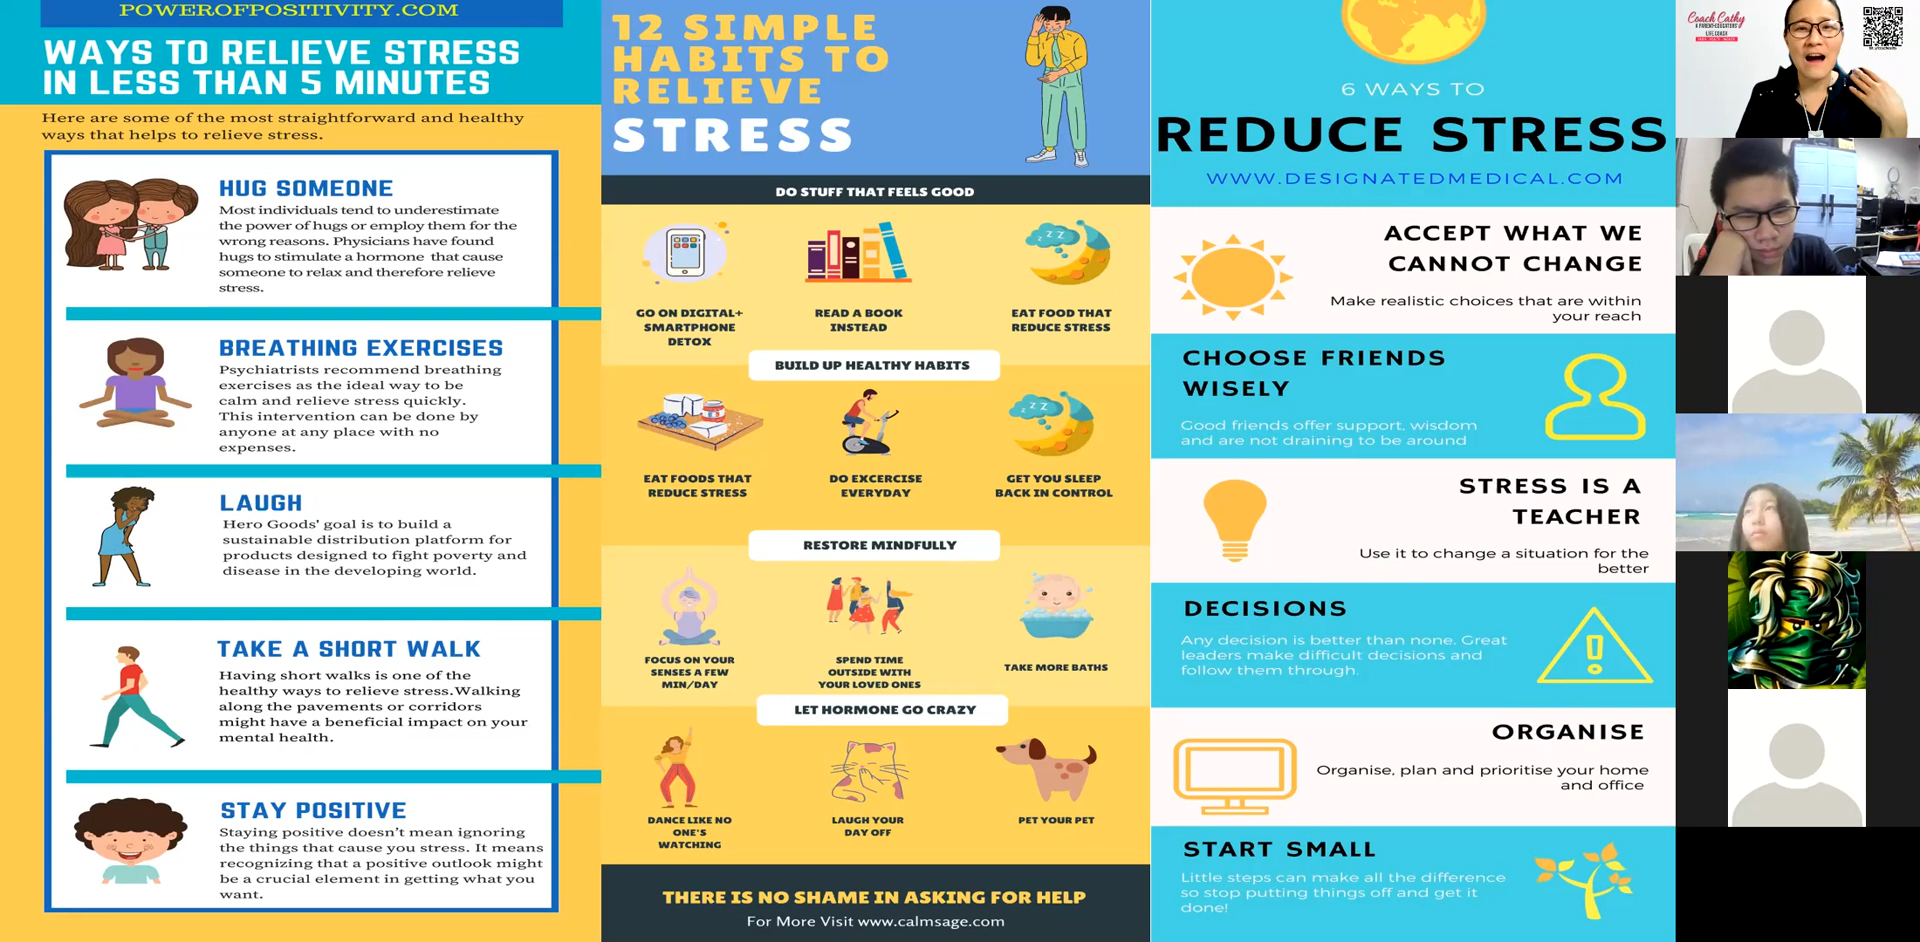 POWEROFPOSITIVITY.COM
WAYS TO RELIEVE STRESS
IN LESS THAN 5 MINUTES
Here are some of the most straightforward and healthy
ways that helps to relieve stress.
HUG SOMEONE
Most individuals tend to underestimate
the power of hugs or employ them for the
wrong reasons. Physicians have found
hugs to stimulate a hormone that cause
someone to relax and therefore relieve
stress.
BREATHING EXERCISES
Psychiatrists recommend breathing
exercises as the ideal way to be
calm and relieve stress quickly.
This intervention can be done by
anyone at any place with no
expenses.
LAUGH
Hero Goods' goal is to build a
sustainable distribution platform for
products designed to fight poverty and
disease in the developing world.
TAKE A SHORT WALK
Having short walks is one of the
healthy ways to relieve stress.Walking
along the pavements or corridors
might have a beneficial impact on your
mental health.
STAY POSITIVE
Staying positive doesn't mean ignoring
the things that cause you stress. It means
recognizing that a positive outlook might
be a crucial element in getting what you
want.
12 SIMPLE
HABITS TO
RELIEVE
STRESS
DO STUFF THAT FEELS GOOD
GO ON DIGITAL+
SMARTPHONE
DETOX
READ A BOOK
INSTEAD
Z Z Z
EAT FOOD THAT
REDUCE STRESS
BUILD UP HEALTHY HABITS
EAT FOODS THAT
REDUCE STRESS
DO EXCERCISE
EVERYDAY
Z Z Z
GET YOU SLEEP
BACK IN CONTROL
RESTORE MINDFULLY
FOCUS ON YOUR
SENSES A FEW
MIN/DAY
SPEND TIME
OUTSIDE WITH
YOUR LOVED ONES
TAKE MORE BATHS
LET HORMONE GO CRAZY
DANCE LIKE NO
ONE'S
WATCHING
LAUGH YOUR
DAY OFF
PET YOUR PET
THERE IS NO SHAME IN ASKING FOR HELP
For More Visit www.calmsage.com
6 WAYS TO
REDUCE STRESS
WWW.DESIGNATEDMEDICAL.COM
ACCEPT WHAT WE
CANNOT CHANGE
Make realistic choices that are within
your reach
CHOOSE FRIENDS
WISELY
Good friends offer support, wisdom
and are not draining to be around
STRESS IS A
TEACHER
Use it to change a situation for the
better
DECISIONS
Any decision is better than none. Great
leaders make difficult decisions and
follow them through.
ORGANISE
Organise, plan and prioritise your home
and office
START SMALL
Little steps can make all the difference
so stop putting things off and get it
done!
Coach Cathy
A PARENT-EDUCATORS'
LIFE COACH